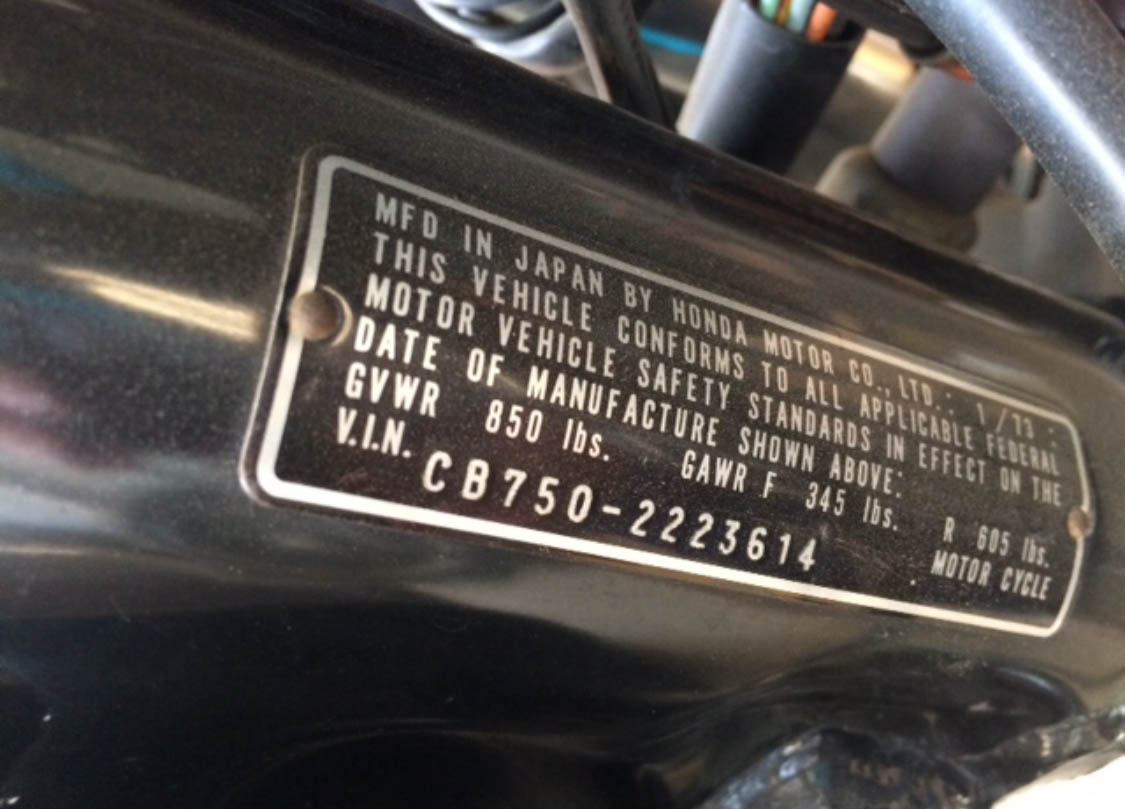 MFD IN JAPAN BY HONDA MOTOR CO., LTD.: 1/73.
THIS VEHICLE CONFORMS TO ALL APPLICABLE FEDERAL
MOTOR VEHICLE SAFETY STANDARDS IN EFFECT ON THE
DATE OF MANUFACTURE SHOWN ABOVE:
GVWR 850 lbs. GAWR F 345 lbs. R 605 lbs.
V.I.N. CB750-2223614 MOTOR CYCLE